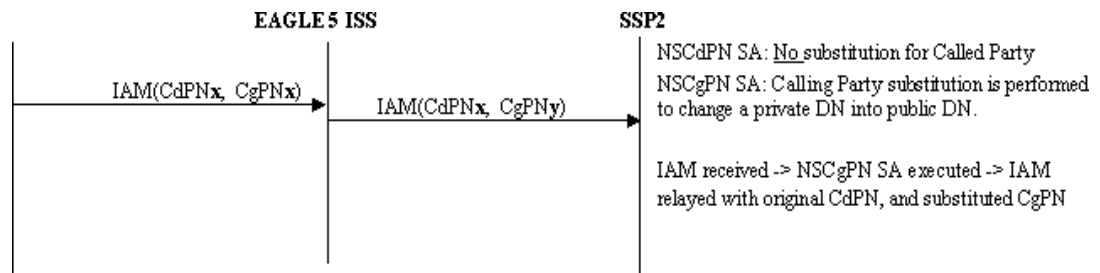 EAGLE 5 ISS
SSP2
NSCdPN SA: No substitution for Called Party
NSCgPN SA: Calling Party substitution is performed
to change a private DN into public DN.
IAM(CdPNx, CgPNx)
IAM(CdPNx, CgPNy)
IAM received -> NSCgPN SA executed -> IAM
relayed with original CdPN, and substituted CgPN